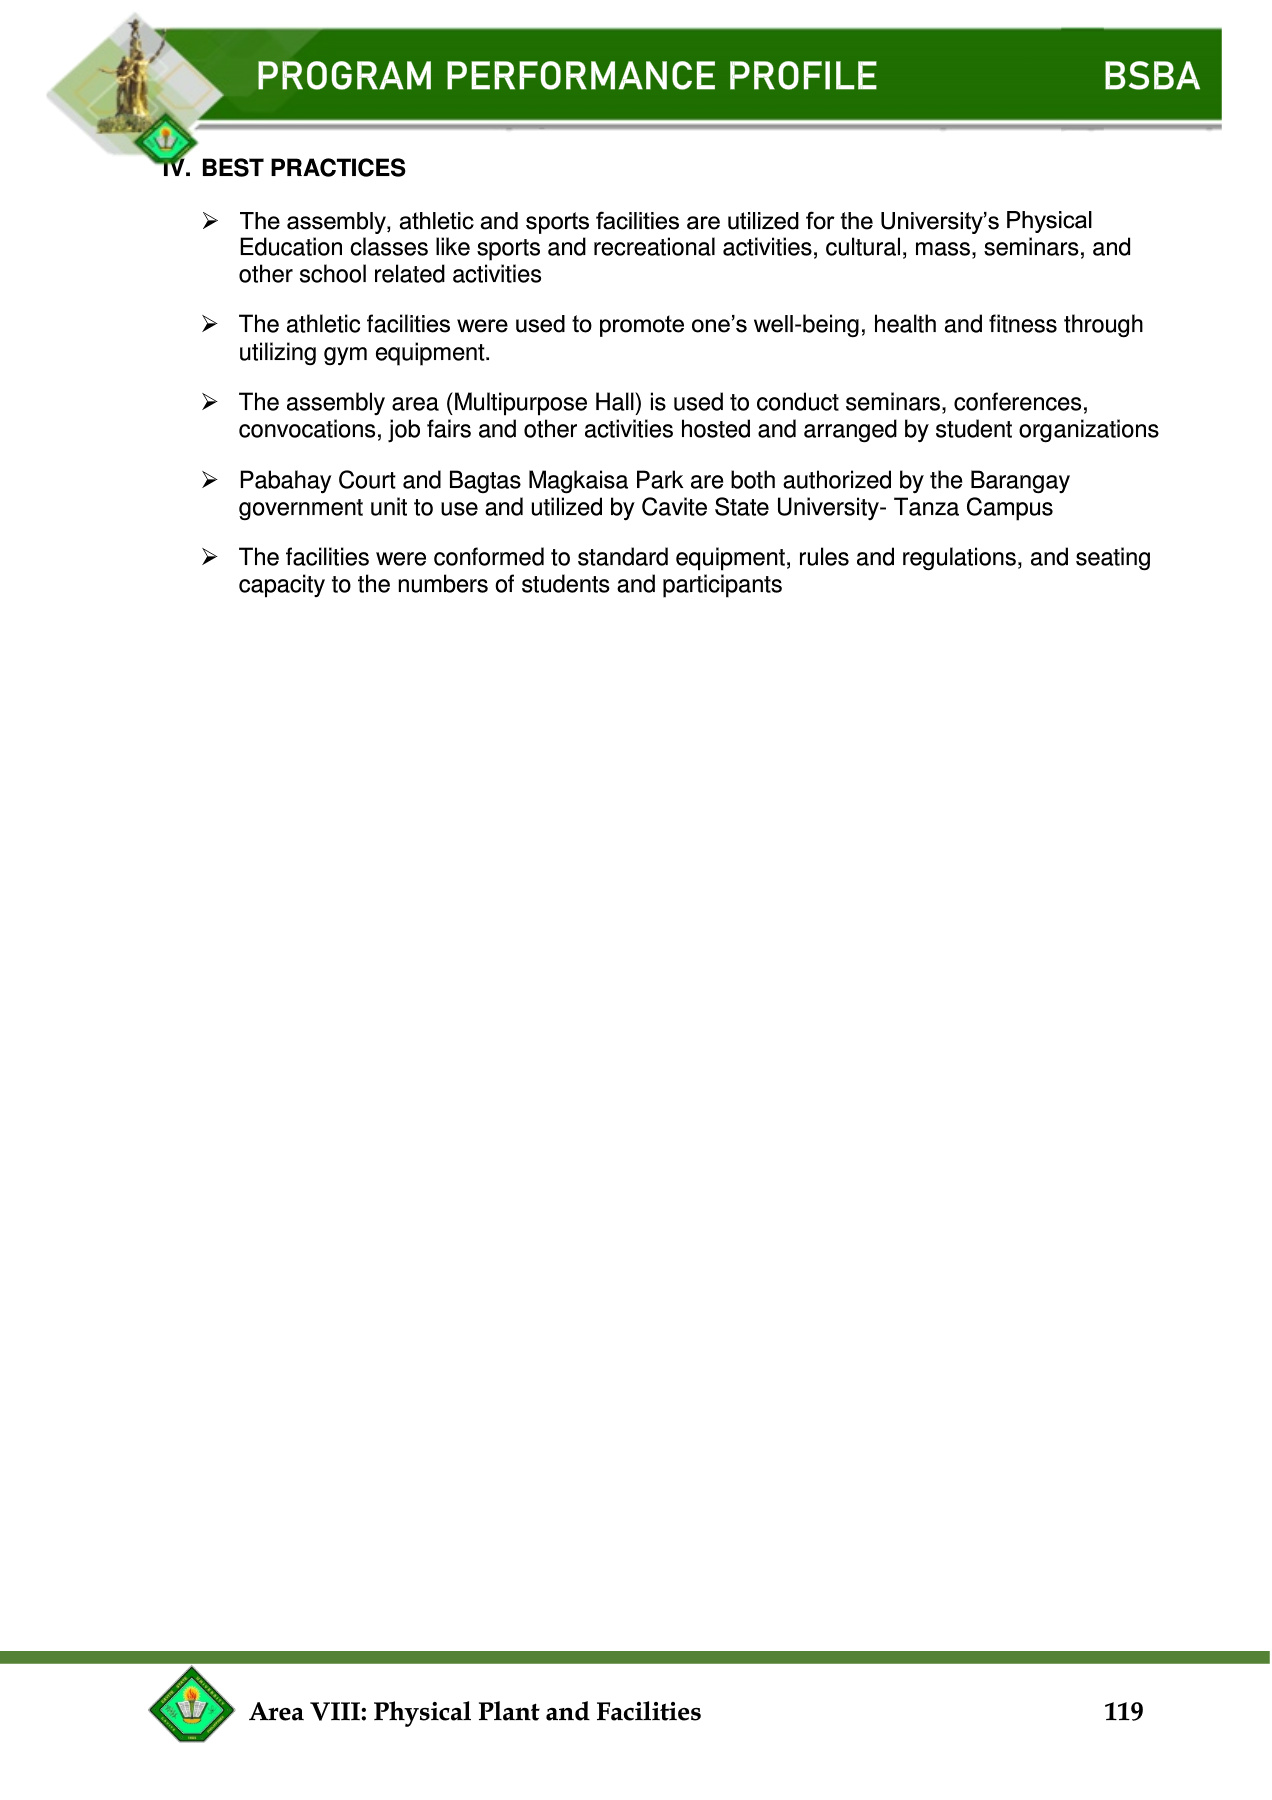 PROGRAM PERFORMANCE PROFILE BSBA
IV. BEST PRACTICES
➢ The assembly, athletic and sports facilities are utilized for the University’s Physical
Education classes like sports and recreational activities, cultural, mass, seminars, and
other school related activities
➢ The athletic facilities were used to promote one’s well-being, health and fitness through
utilizing gym equipment.
➢ The assembly area (Multipurpose Hall) is used to conduct seminars, conferences,
convocations, job fairs and other activities hosted and arranged by student organizations
➢ Pabahay Court and Bagtas Magkaisa Park are both authorized by the Barangay
government unit to use and utilized by Cavite State University- Tanza Campus
➢ The facilities were conformed to standard equipment, rules and regulations, and seating
capacity to the numbers of students and participants
Area VIII: Physical Plant and Facilities 119